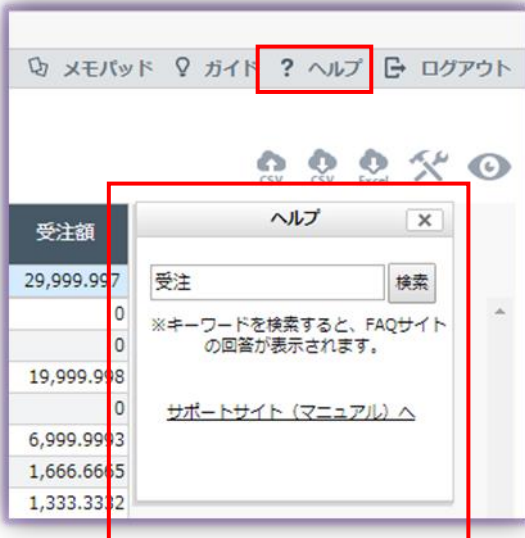 メモパッド ガイド ? ヘルプ ログアウト
CSV CSV Excel
受注額
ヘルプ ×
29,999.997
受注 検索
0
※キーワードを検索すると、FAQサイト
の回答が表示されます。
0
19,999.998
0
サポートサイト（マニュアル）へ
6,999.9993
1,666.6665
1,333.3332